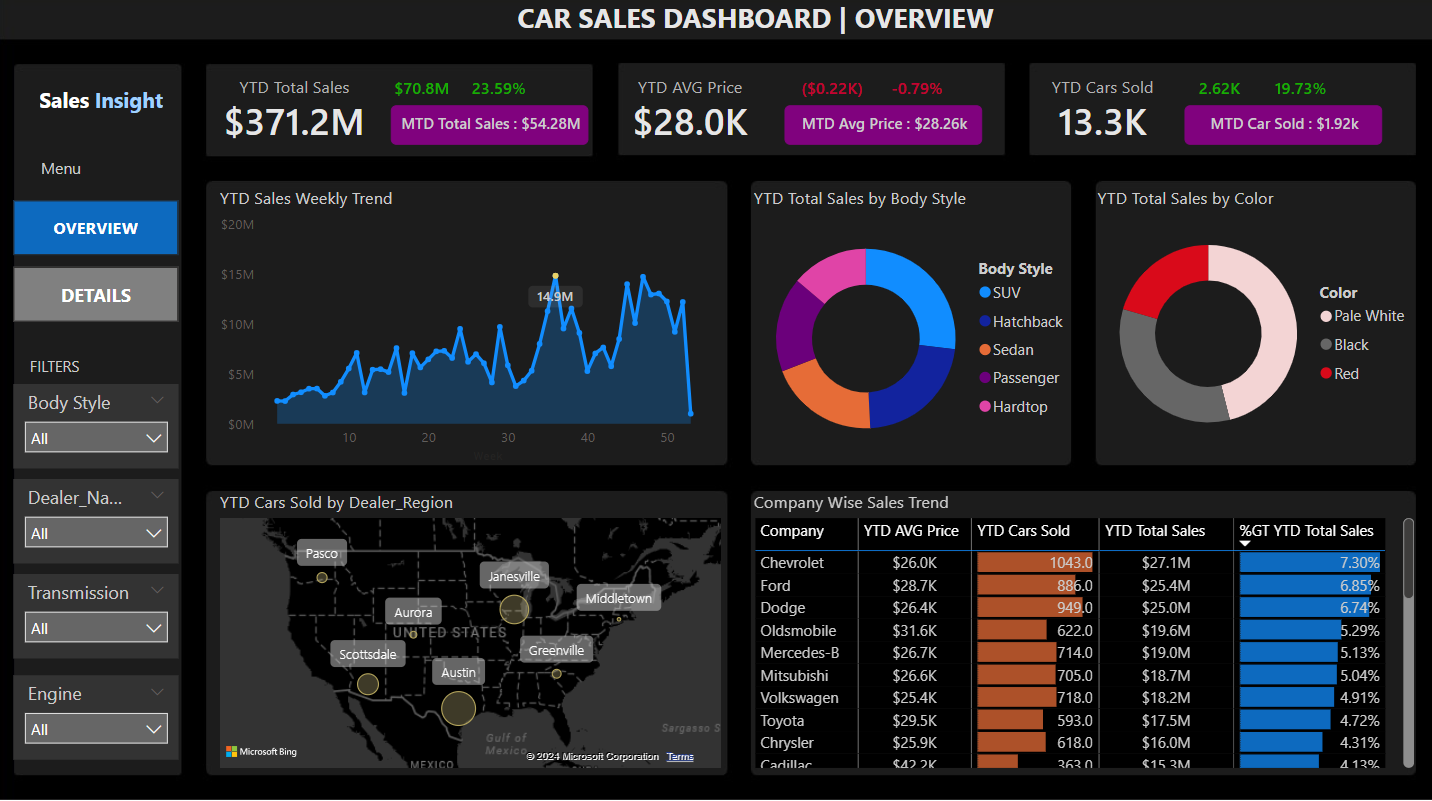 CAR SALES DASHBOARD | OVERVIEW
Sales Insight
Menu
OVERVIEW
DETAILS
FILTERS
Body Style
All
Dealer_Na...
All
Transmission
All
Engine
All
YTD Total Sales
$70.8M 23.59%
$371.2M
MTD Total Sales : $54.28M
YTD AVG Price
($0.22K) -0.79%
$28.0K
MTD Avg Price : $28.26k
YTD Cars Sold
2.62K 19.73%
13.3K
MTD Car Sold : $1.92k
YTD Sales Weekly Trend
$20M
$15M
$10M
$5M
$0M
14.9M
10 20 30 40 50
Week
YTD Total Sales by Body Style
Body Style
SUV
Hatchback
Sedan
Passenger
Hardtop
YTD Total Sales by Color
Color
Pale White
Black
Red
YTD Cars Sold by Dealer_Region
Pasco
Janesville
Middletown
Aurora
UNITED STATES
Scottsdale
Greenville
Austin
Sargasso S
Gulf of
Mexico
MEXICO
Microsoft Bing
© 2024 Microsoft Corporation Terms
Company Wise Sales Trend
Company YTD AVG Price YTD Cars Sold YTD Total Sales %GT YTD Total Sales
Chevrolet $26.0K 1043.0 $27.1M 7.30%
Ford $28.7K 886.0 $25.4M 6.85%
Dodge $26.4K 949.0 $25.0M 6.74%
Oldsmobile $31.6K 622.0 $19.6M 5.29%
Mercedes-B $26.7K 714.0 $19.0M 5.13%
Mitsubishi $26.6K 705.0 $18.7M 5.04%
Volkswagen $25.4K 718.0 $18.2M 4.91%
Toyota $29.5K 593.0 $17.5M 4.72%
Chrysler $25.9K 618.0 $16.0M 4.31%
Cadillac $42.2K 363.0 $15.3M 4.13%